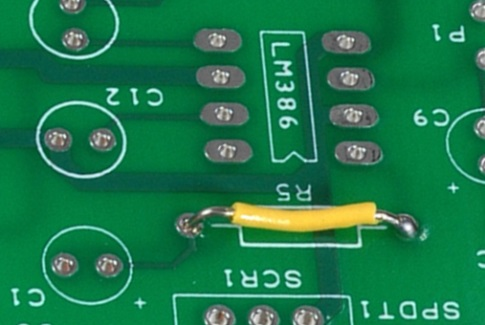 P1
LM386
C12
C9
+
R5
SCR1
C1
+
SPDT1